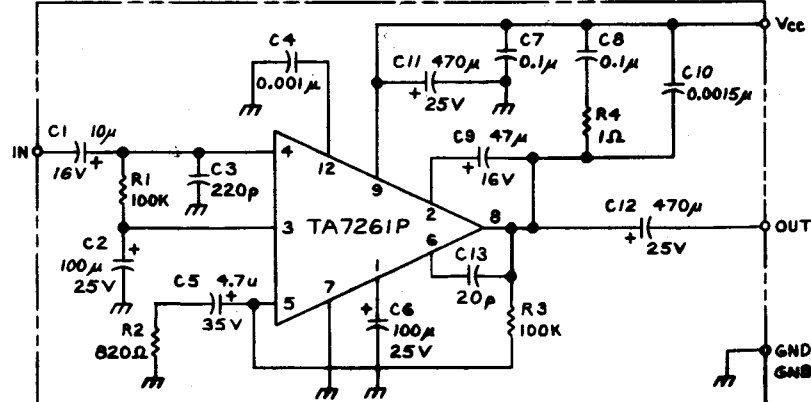 Vcc
C4
0.001μ
C11 470μ
25V
+
C7
0.1μ
C8
0.1μ
C10
0.0015μ
R4
1Ω
C1 10μ
IN
16V +
C3
220p
R1
100K
4
12
9
C9 47μ
+ 16V
2
8
TA7261P
3
C2
+
100μ
25V
6
C13
20p
C12 470μ
+ 25V
OUT
C5 4.7u
+
35V
5
7
1
R2
820Ω
+ C6
100μ
25V
R3
100K
GND
GND